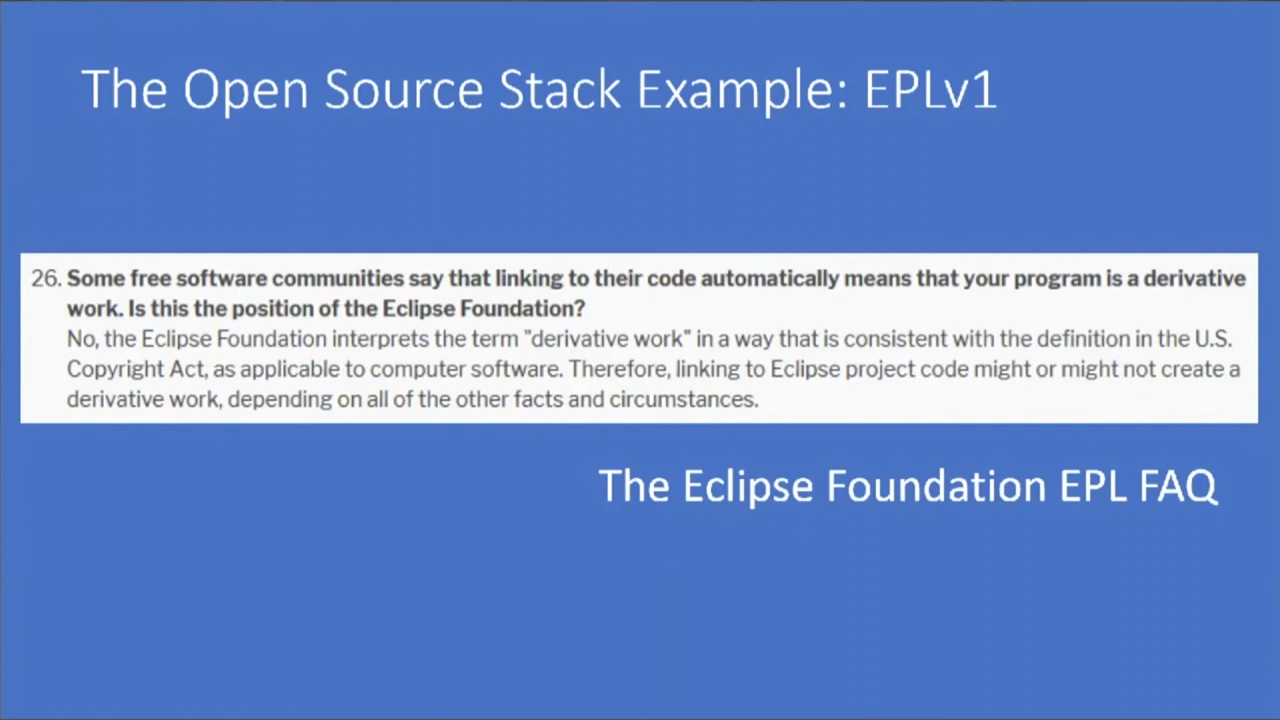 The Open Source Stack Example: EPLv1
26. Some free software communities say that linking to their code automatically means that your program is a derivative
work. Is this the position of the Eclipse Foundation?
No, the Eclipse Foundation interprets the term "derivative work" in a way that is consistent with the definition in the U.S.
Copyright Act, as applicable to computer software. Therefore, linking to Eclipse project code might or might not create a
derivative work, depending on all of the other facts and circumstances.
The Eclipse Foundation EPL FAQ